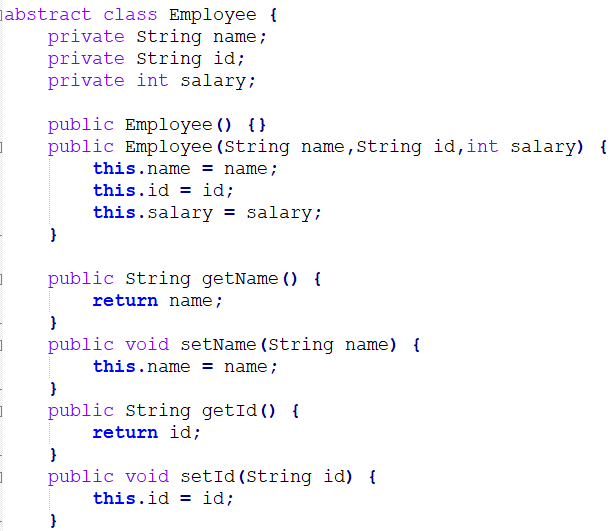 abstract class Employee {
    private String name;
    private String id;
    private int salary;

    public Employee() {}
    public Employee(String name,String id,int salary) {
        this.name = name;
        this.id = id;
        this.salary = salary;
    }

    public String getName() {
        return name;
    }
    public void setName(String name) {
        this.name = name;
    }
    public String getId() {
        return id;
    }
    public void setId(String id) {
        this.id = id;
    }